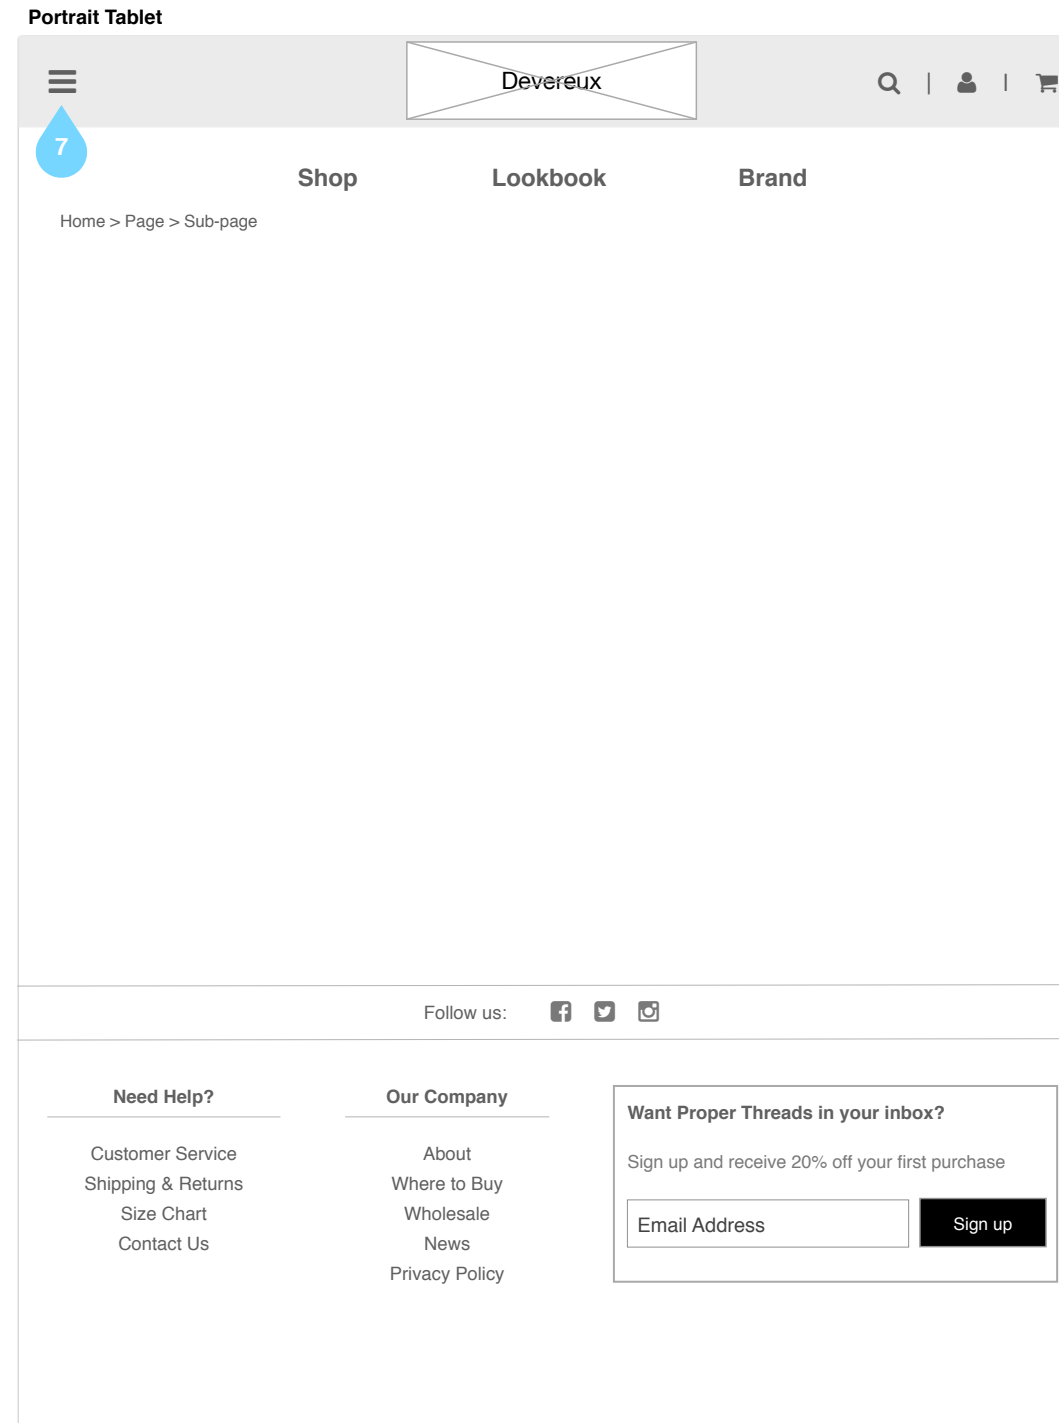 Portrait Tablet
Devereux
| |
7
Shop Lookbook Brand
Home > Page > Sub-page
Follow us:
Need Help?
Customer Service
Shipping & Returns
Size Chart
Contact Us
Our Company
About
Where to Buy
Wholesale
News
Privacy Policy
Want Proper Threads in your inbox?
Sign up and receive 20% off your first purchase
Email Address
Sign up